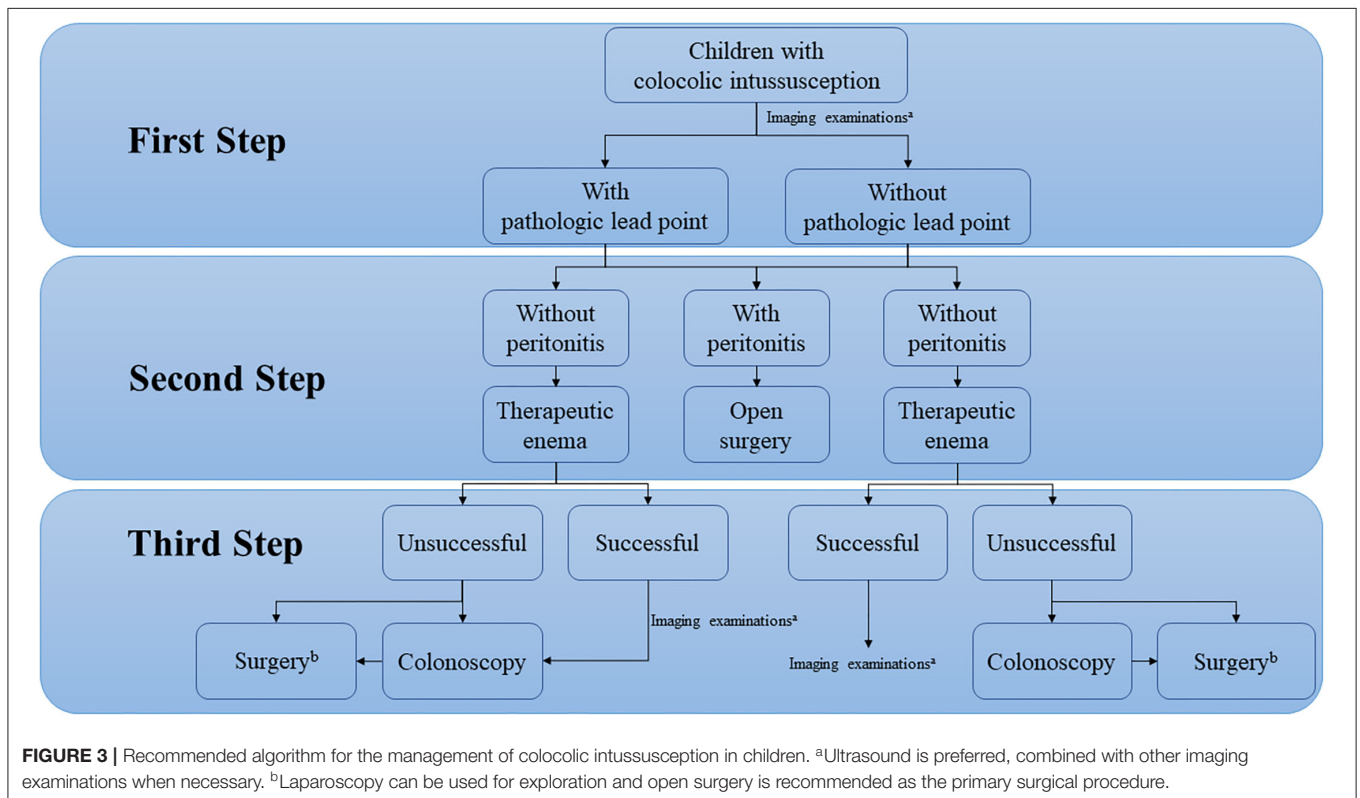 Children with
colocolic intussusception
Imaging examinationsᵃ
First Step
With
pathologic lead point
Without
pathologic lead point
Second Step
Without
peritonitis
With
peritonitis
Without
peritonitis
Therapeutic
enema
Open
surgery
Therapeutic
enema
Third Step
Unsuccessful
Successful
Successful
Unsuccessful
Imaging examinationsᵃ
Surgeryᵇ
Colonoscopy
Imaging examinationsᵃ
Colonoscopy
Surgeryᵇ
FIGURE 3 | Recommended algorithm for the management of colocolic intussusception in children. ᵃUltrasound is preferred, combined with other imaging
examinations when necessary. ᵇLaparoscopy can be used for exploration and open surgery is recommended as the primary surgical procedure.